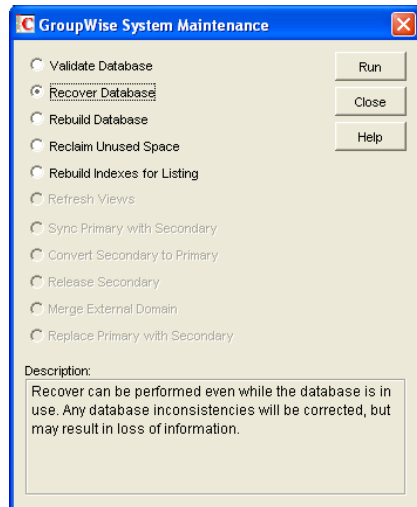 GroupWise System Maintenance
Validate Database
Run
Recover Database
Close
Rebuild Database
Help
Reclaim Unused Space
Rebuild Indexes for Listing
Refresh Views
Sync Primary with Secondary
Convert Secondary to Primary
Release Secondary
Merge External Domain
Replace Primary with Secondary
Description:
Recover can be performed even while the database is in
use. Any database inconsistencies will be corrected, but
may result in loss of information.